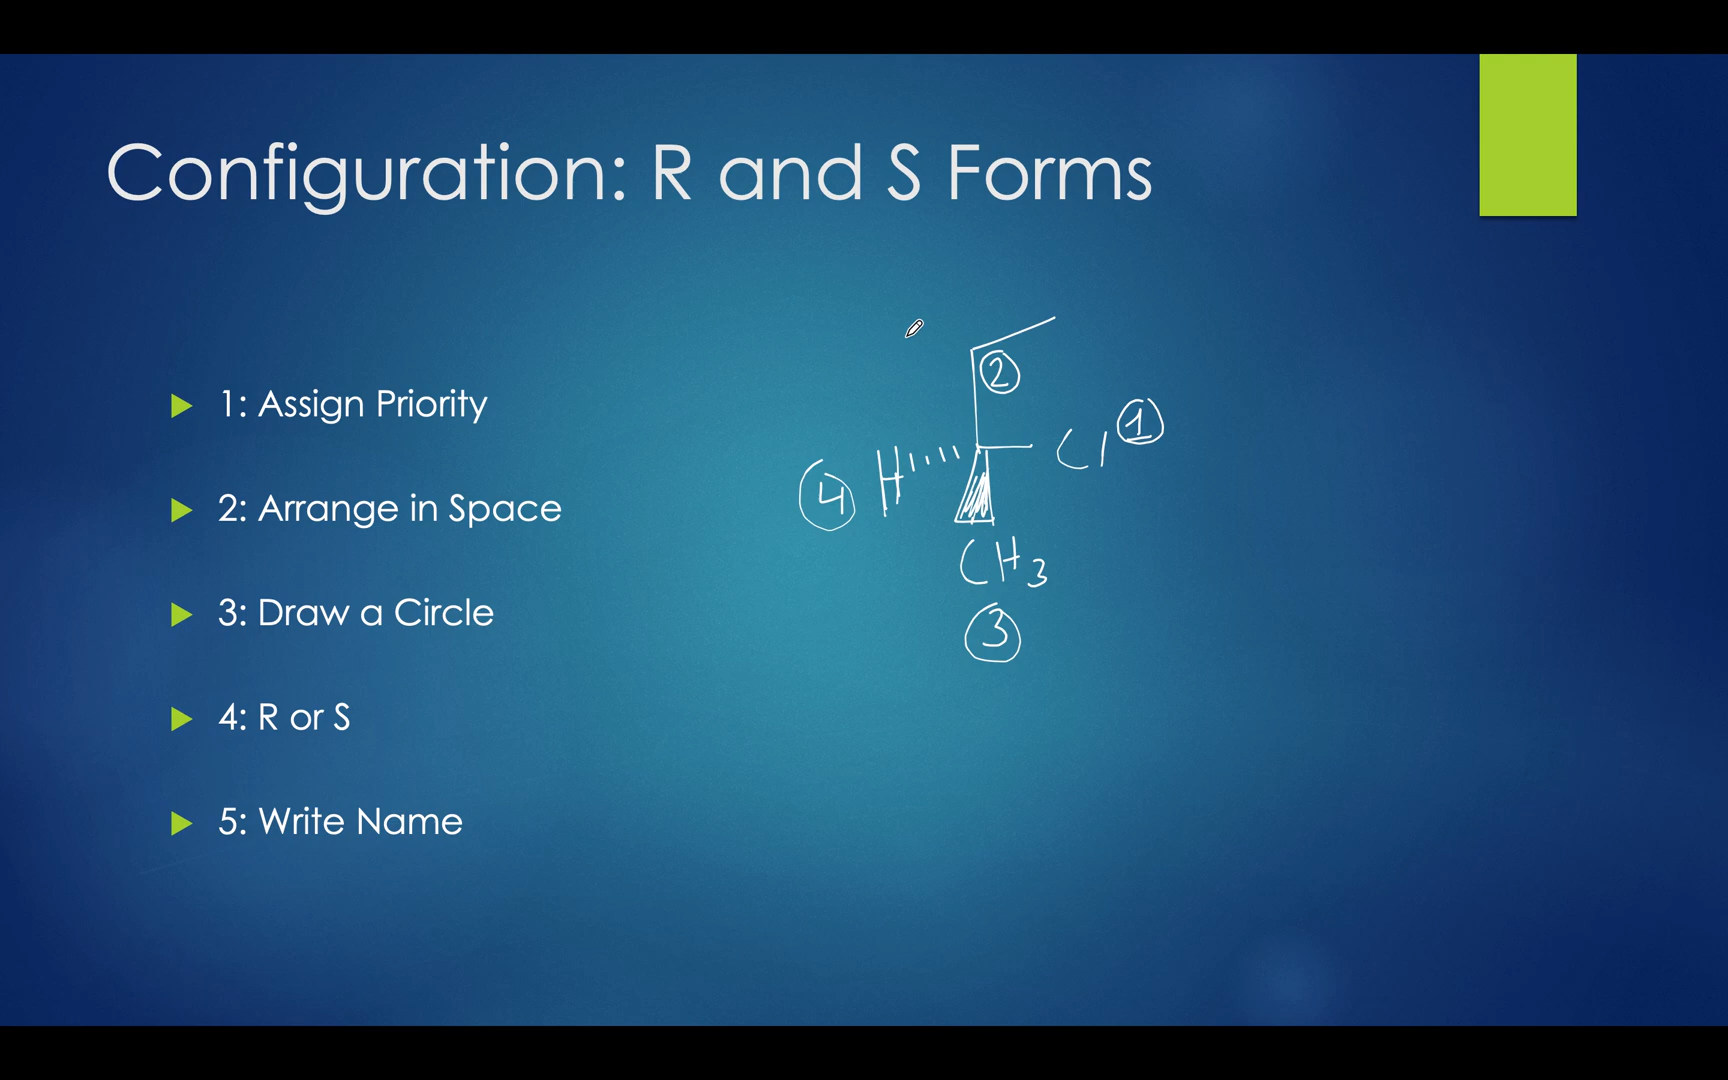 Configuration: R and S Forms
1: Assign Priority
2: Arrange in Space
3: Draw a Circle
4: R or S
5: Write Name
2
Cl 1
4 H
CH3
3